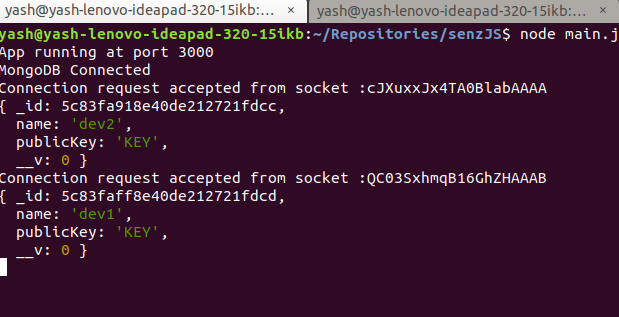 yash@yash-lenovo-ideapad-320-15ikb:... × yash@yash-lenovo-ideapad-320-15ikb:... ×
yash@yash-lenovo-ideapad-320-15ikb:~/Repositories/senzJS$ node main.j
App running at port 3000
MongoDB Connected
Connection request accepted from socket :cJXuxxJx4TA0BlabAAAA
{ _id: 5c83fa918e40de212721fdcc,
name: 'dev2',
publicKey: 'KEY',
__v: 0 }
Connection request accepted from socket :QC03SxhmqB16GhZHAAAB
{ _id: 5c83faff8e40de212721fdcd,
name: 'dev1',
publicKey: 'KEY',
__v: 0 }